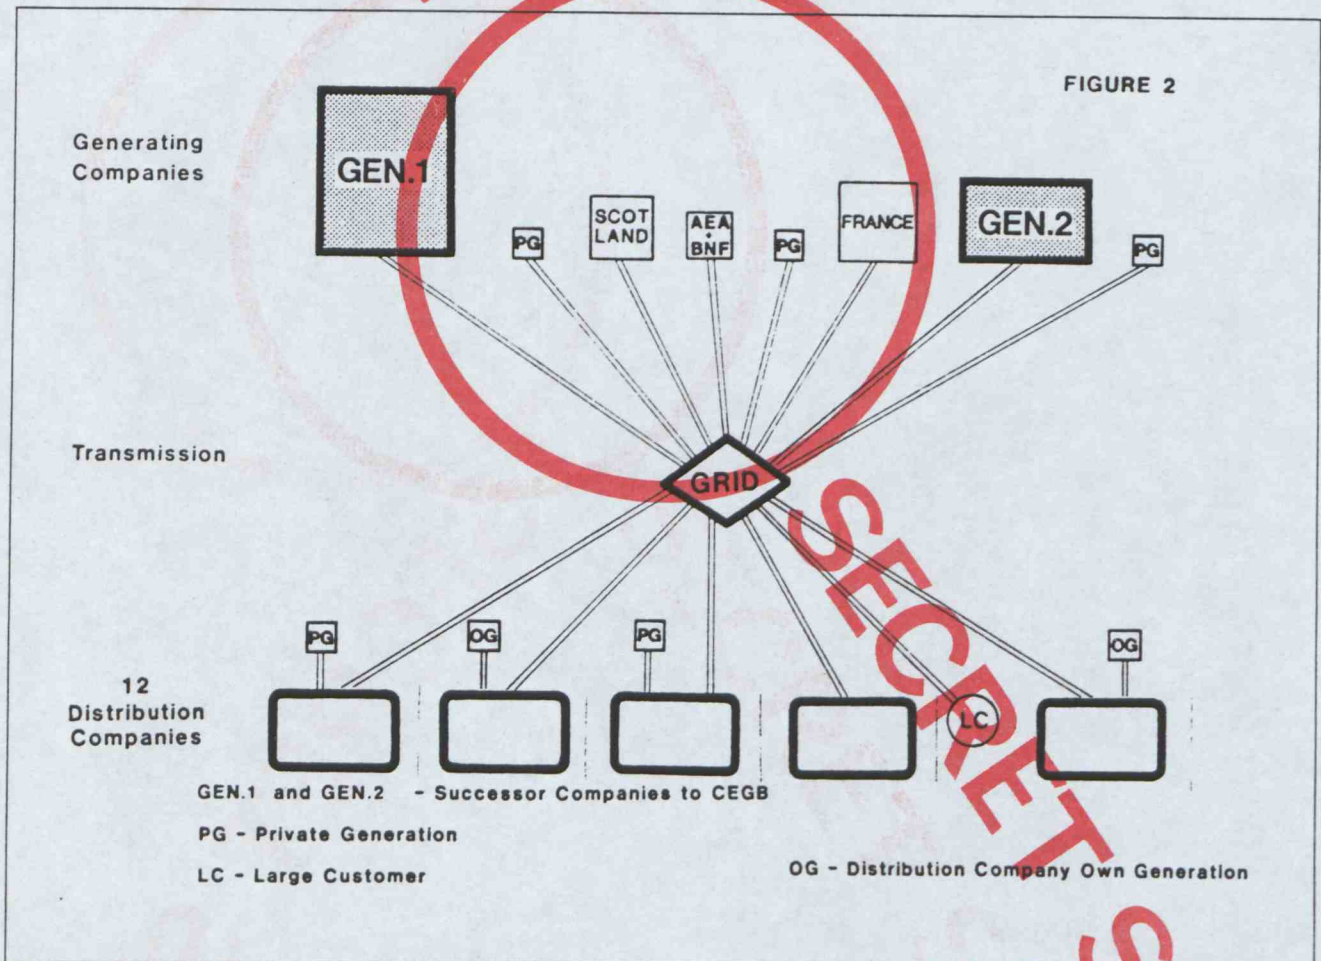 FIGURE 2
Generating
Companies
GEN.1
PG
SCOT
LAND
AEA
+
BNF
PG
FRANCE
GEN.2
PG
Transmission
GRID
SECRET
PG
OG
PG
OG
12
Distribution
Companies
LC
GEN.1 and GEN.2 - Successor Companies to CEGB
PG - Private Generation
LC - Large Customer
OG - Distribution Company Own Generation
S